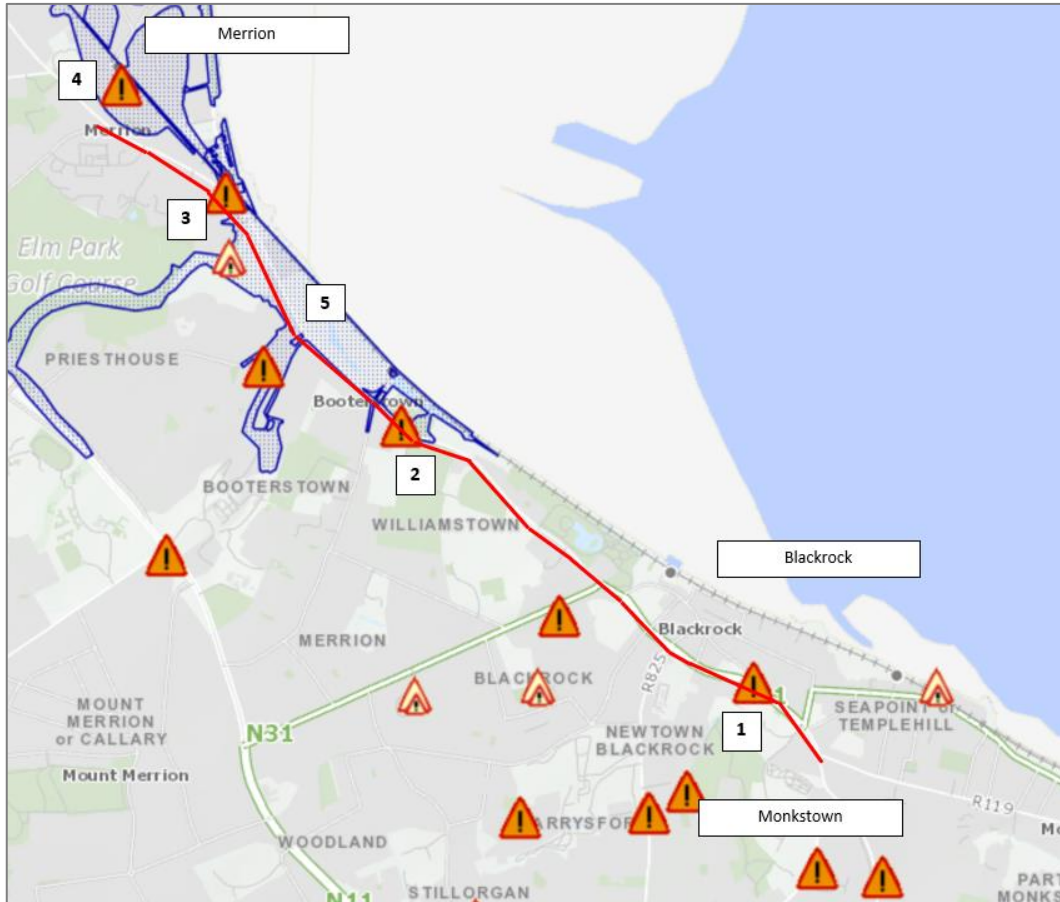 Merrion
4
Merrion
3
Elm Park
Golf Course
5
PRIESTHOUSE
Booterstown
2
BOOTERSTOWN
WILLIAMSTOWN
Blackrock
Blackrock
MERRION
R825
BLACKROCK
1
SEAPOINT or
TEMPLEHILL
MOUNT
MERRION
or CALLARY
N31
NEWTOWN
BLACKROCK
Mount Merrion
R119
Monkstown
WOODLAND
STILLORGAN
N11